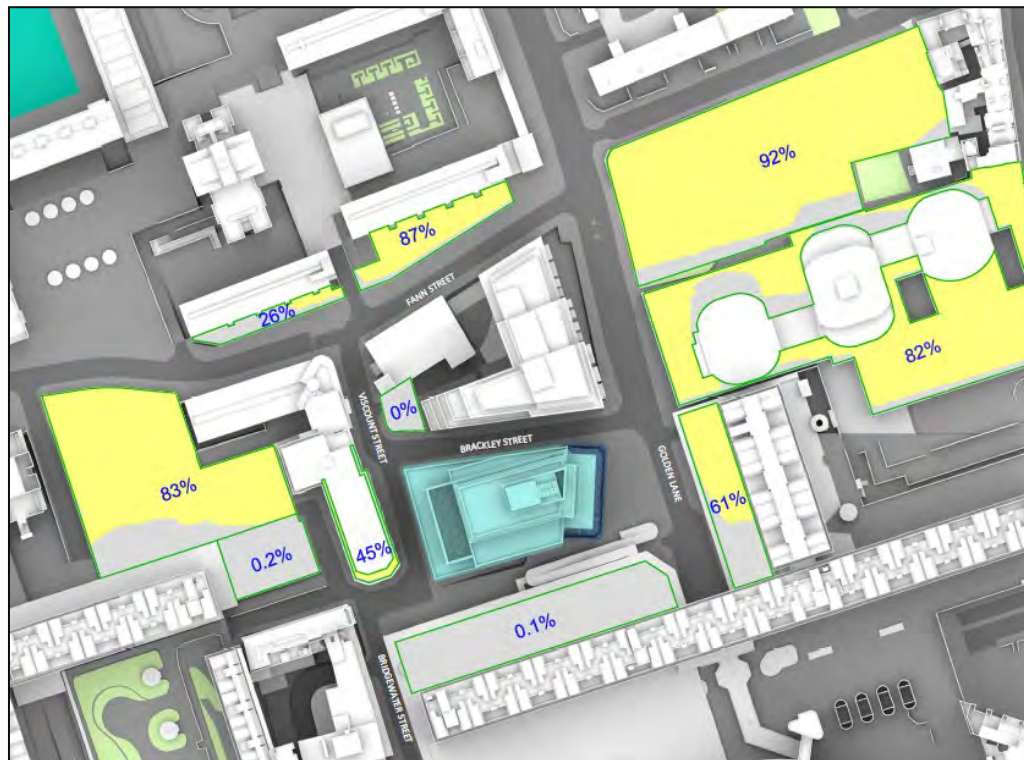 92%
87%
FANN STREET
26%
82%
0%
VISCOUNT STREET
BRACKLEY STREET
GOLDEN LANE
83%
61%
0.2%
45%
0.1%
BRIDGEWATER STREET